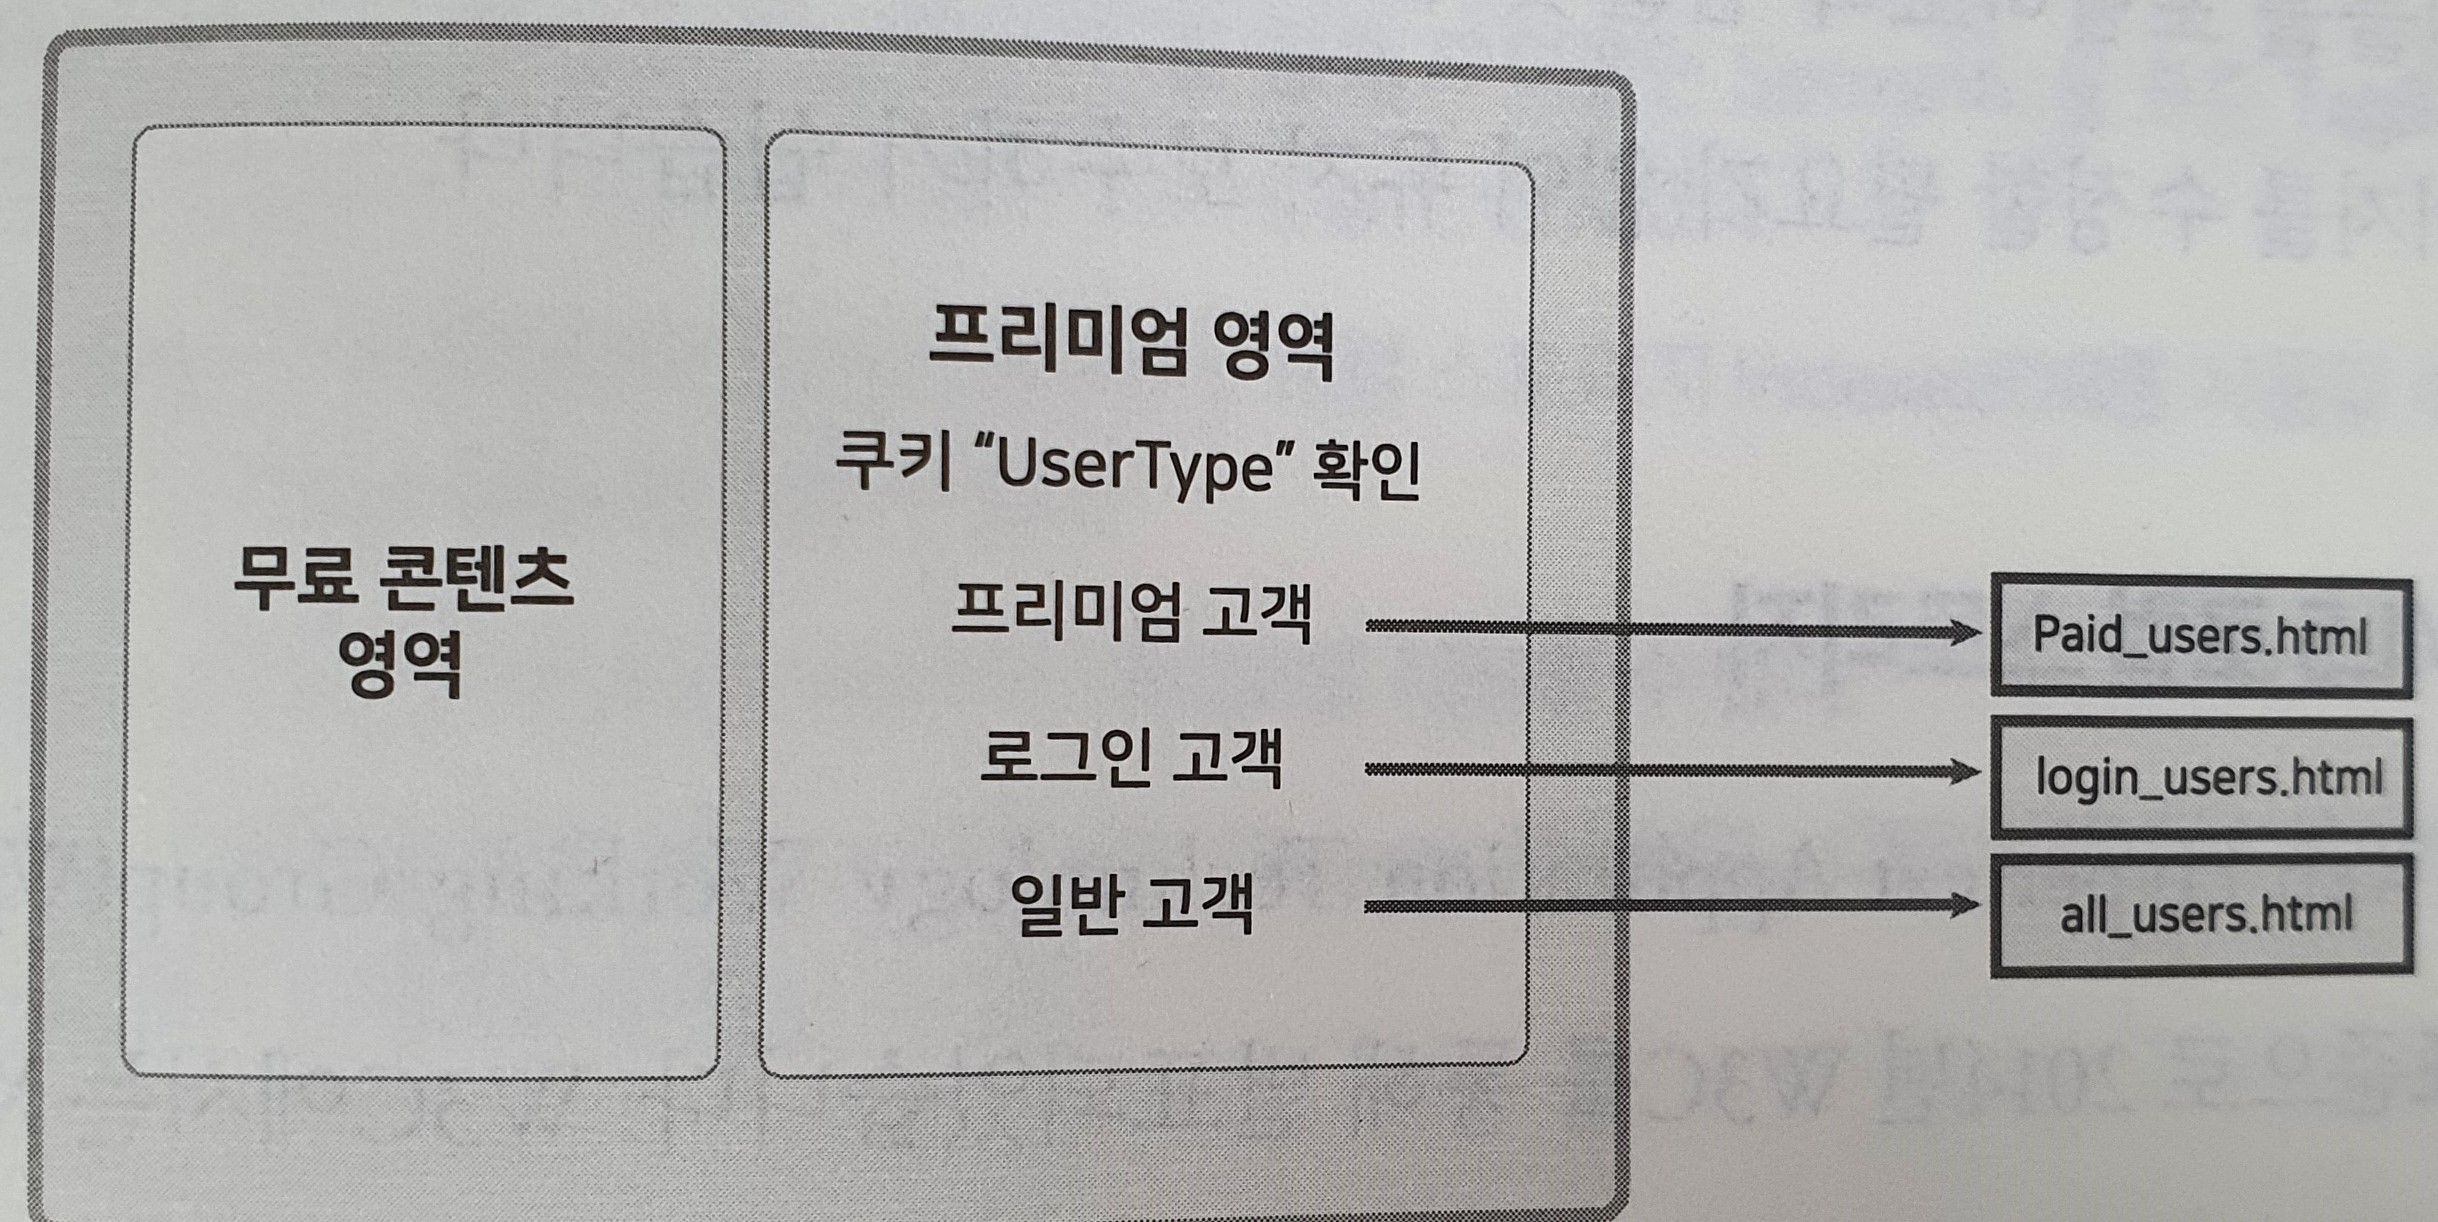 무료 콘텐츠
영역
프리미엄 영역
쿠키 “UserType” 확인
프리미엄 고객
로그인 고객
일반 고객
Paid_users.html
login_users.html
all_users.html